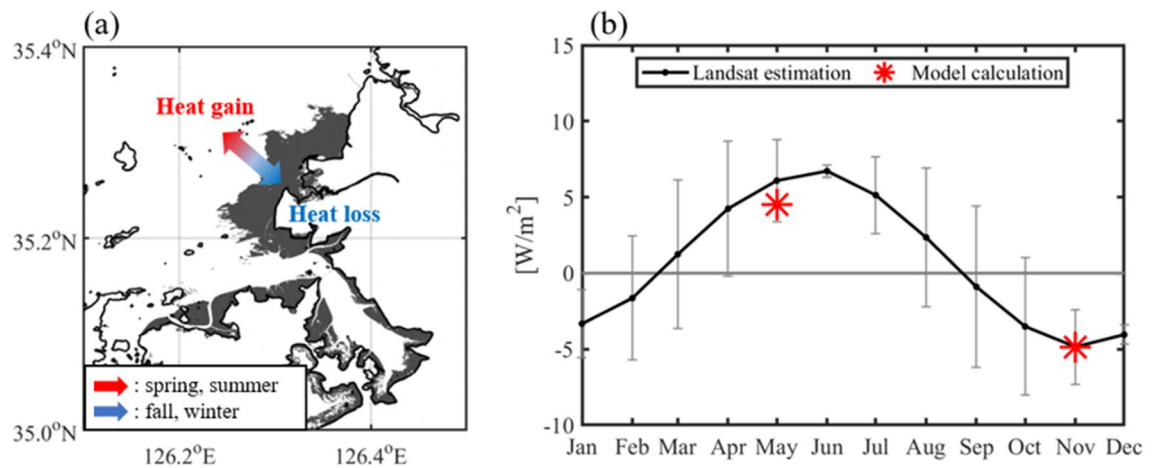 (a)
35.4°N
35.2°N
35.0°N
126.2°E
126.4°E
Heat gain
Heat loss
: spring, summer
: fall, winter
(b)
15
10
5
0
-5
-10
[W/m²]
Landsat estimation
Model calculation
Jan Feb Mar Apr May Jun Jul Aug Sep Oct Nov Dec